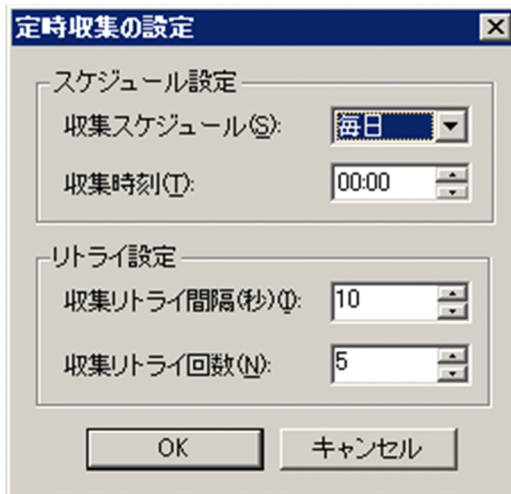 定時収集の設定
スケジュール設定
収集スケジュール(S): 毎日
収集時刻(T): 00:00
リトライ設定
収集リトライ間隔(秒)(I): 10
収集リトライ回数(N): 5
OK キャンセル